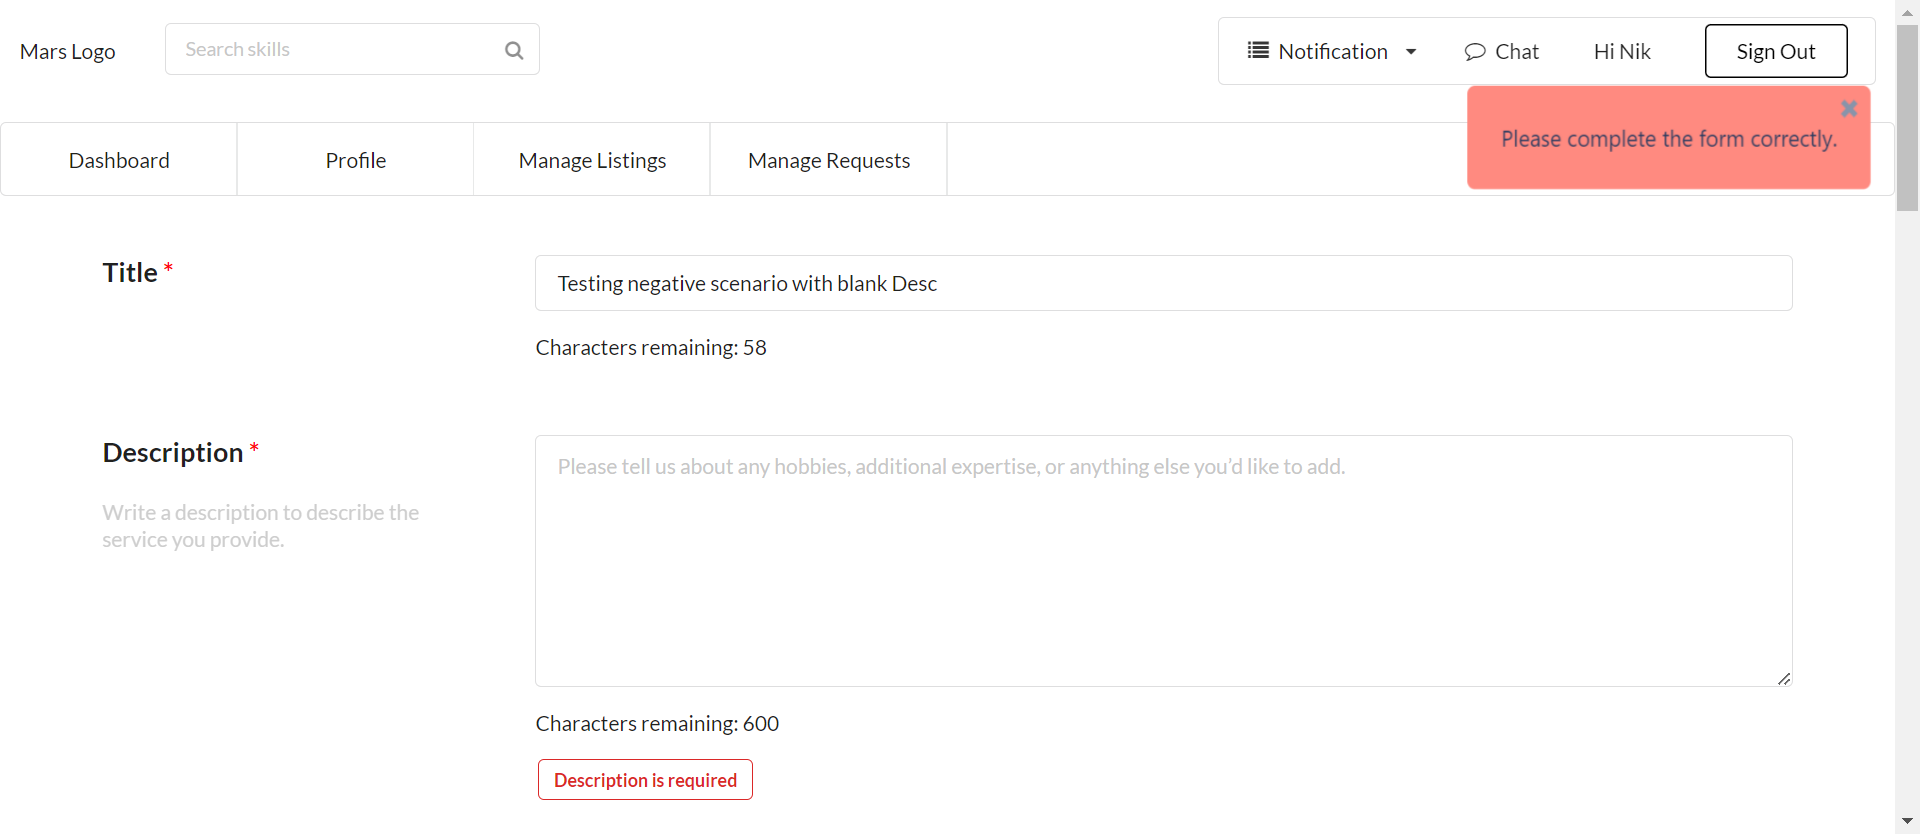 Mars Logo
Search skills
Notification
Chat
Hi Nik
Sign Out
Please complete the form correctly.
Dashboard
Profile
Manage Listings
Manage Requests
Title *
Testing negative scenario with blank Desc
Characters remaining: 58
Description *
Please tell us about any hobbies, additional expertise, or anything else you'd like to add.
Write a description to describe the
service you provide.
Characters remaining: 600
Description is required